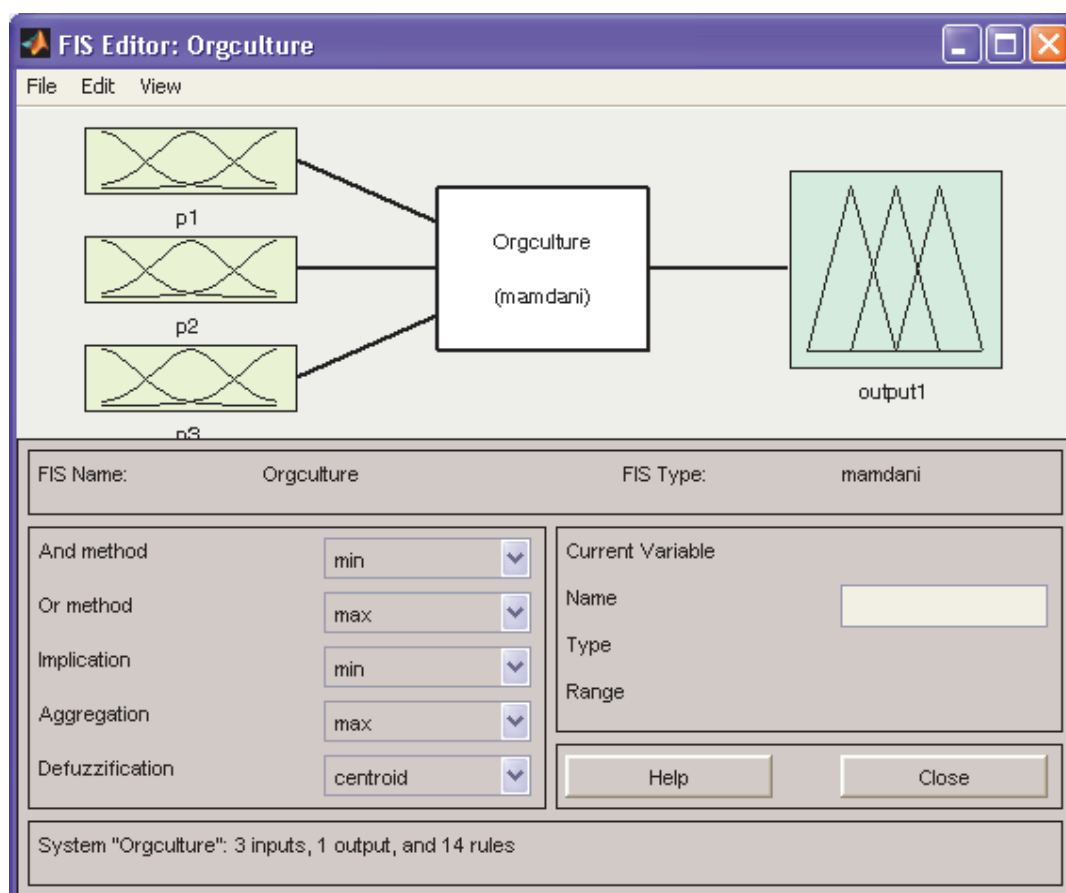 FIS Editor: Orgculture
File Edit View
p1
p2
p3
Orgculture
(mamdani)
output1
FIS Name: Orgculture FIS Type: mamdani
And method min
Or method max
Implication min
Aggregation max
Defuzzification centroid
Current Variable
Name
Type
Range
Help Close
System "Orgculture": 3 inputs, 1 output, and 14 rules